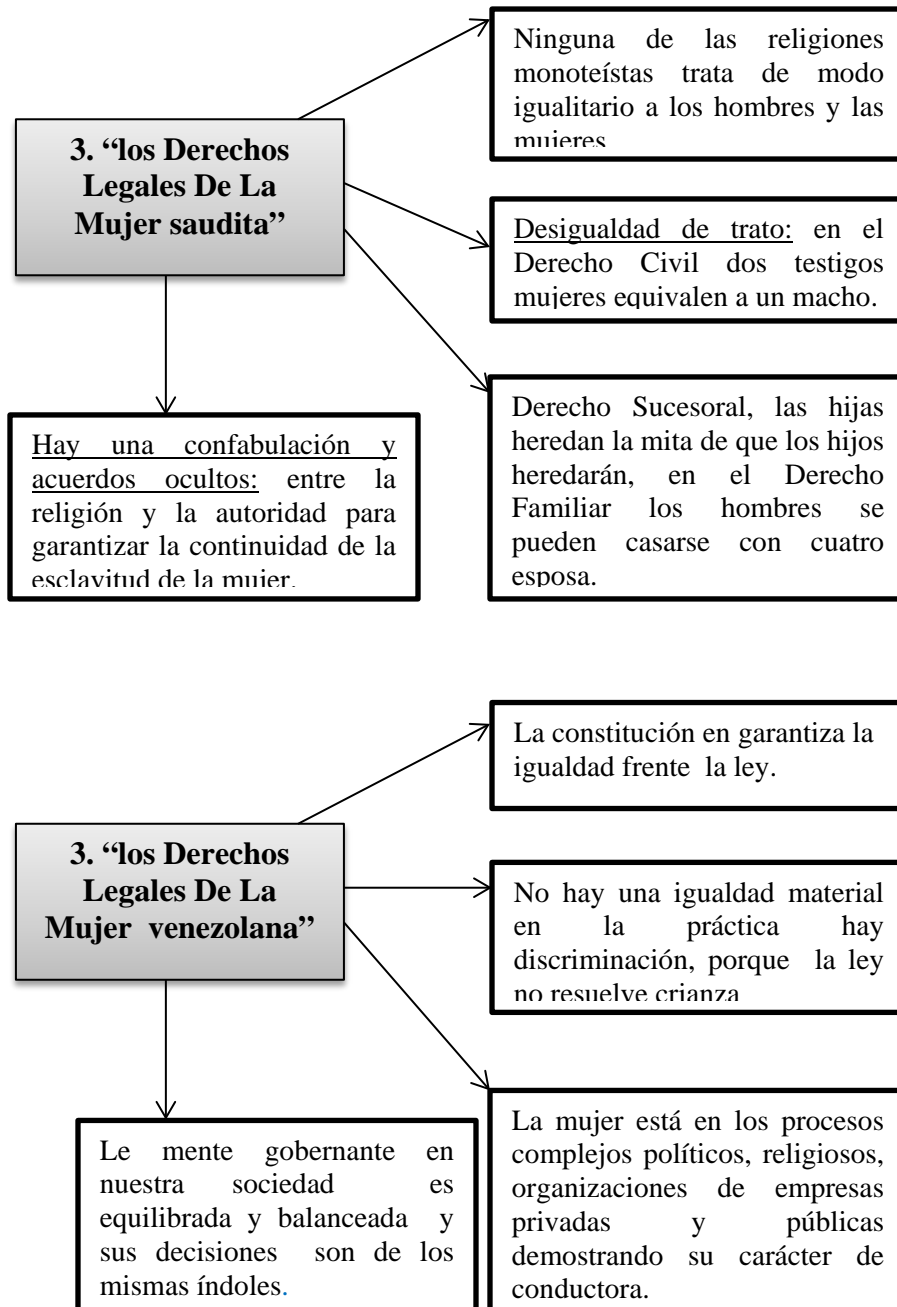 Ninguna de las religiones
monoteístas trata de modo
igualitario a los hombres y las
mujeres
3. “los Derechos
Legales De La
Mujer saudita”
Desigualdad de trato: en el
Derecho Civil dos testigos
mujeres equivalen a un macho.
Derecho Sucesoral, las hijas
heredan la mita de que los hijos
heredarán, en el Derecho
Familiar los hombres se
pueden casarse con cuatro
esposa.
Hay una confabulación y
acuerdos ocultos: entre la
religión y la autoridad para
garantizar la continuidad de la
esclavitud de la mujer.
La constitución en garantiza la
igualdad frente la ley.
3. “los Derechos
Legales De La
Mujer venezolana”
No hay una igualdad material
en la práctica hay
discriminación, porque la ley
no resuelve crianza
La mujer está en los procesos
complejos políticos, religiosos,
organizaciones de empresas
privadas y públicas
demostrando su carácter de
conductora.
Le mente gobernante en
nuestra sociedad es
equilibrada y balanceada y
sus decisiones son de los
mismas índoles.